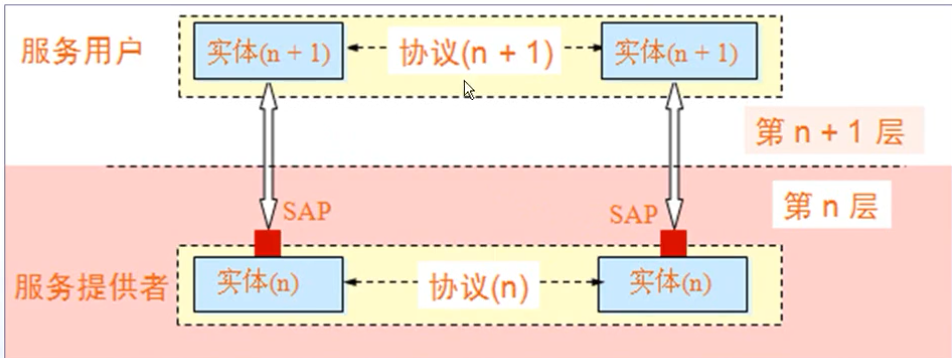 服务用户
实体(n + 1)
协议(n + 1)
实体(n + 1)
第 n + 1 层
SAP
SAP
第 n 层
服务提供者
实体(n)
协议(n)
实体(n)